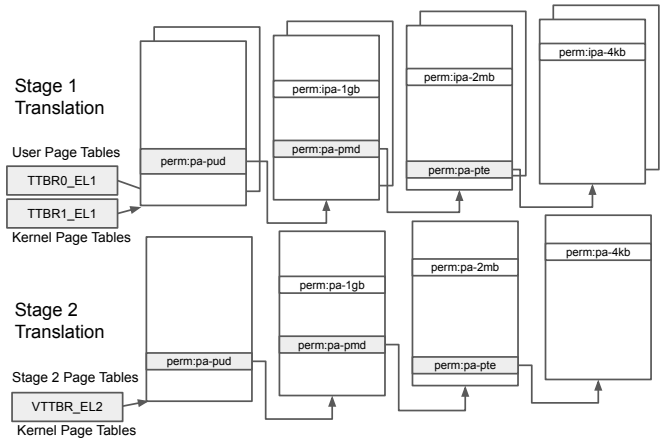 perm:ipa-4kb
perm:ipa-2mb
perm:ipa-1gb
Stage 1
Translation
User Page Tables
perm:pa-pud
perm:pa-pmd
perm:pa-pte
TTBR0_EL1
TTBR1_EL1
Kernel Page Tables
perm:pa-4kb
perm:pa-2mb
perm:pa-1gb
Stage 2
Translation
perm:pa-pud
perm:pa-pmd
perm:pa-pte
Stage 2 Page Tables
VTTBR_EL2
Kernel Page Tables